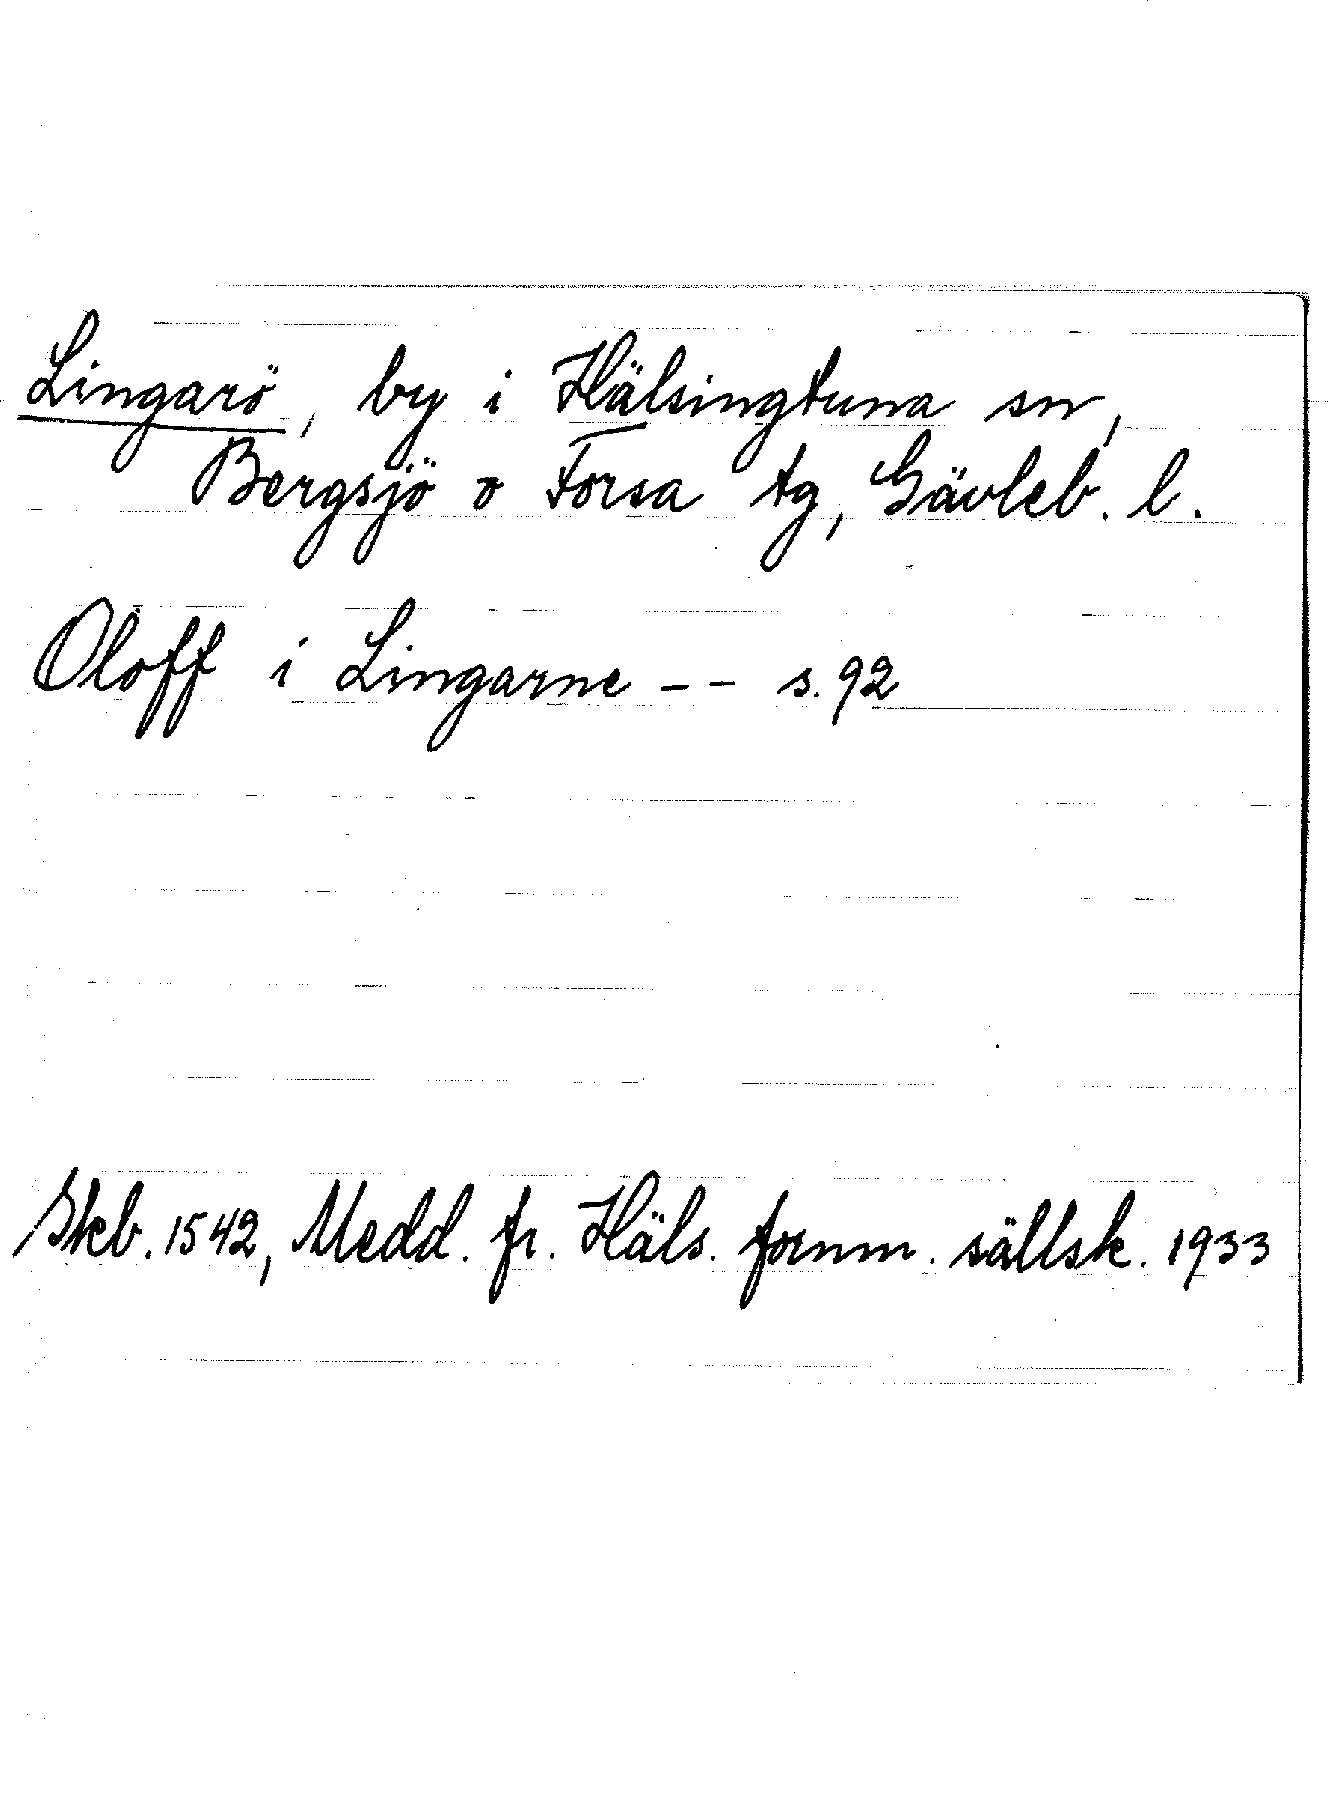 Lingarö, by i Hälsingtuna sn,
Bergsjö o Forsa tg, Gävleb. l.
Oloff i Lingarne -- s. 92
Skb. 1542, Medd. fr. Häls. fornm. sällsk. 1933